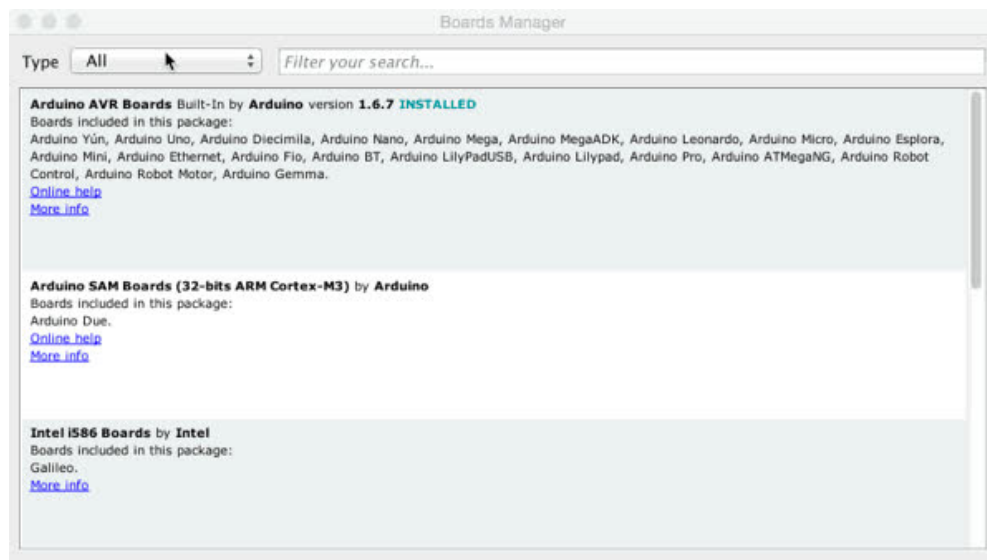 Boards Manager
Type All Filter your search...
Arduino AVR Boards Built-In by Arduino version 1.6.7 INSTALLED
Boards included in this package:
Arduino Yún, Arduino Uno, Arduino Diecimila, Arduino Nano, Arduino Mega, Arduino MegaADK, Arduino Leonardo, Arduino Micro, Arduino Esplora,
Arduino Mini, Arduino Ethernet, Arduino Fio, Arduino BT, Arduino LilyPadUSB, Arduino Lilypad, Arduino Pro, Arduino ATMegaNG, Arduino Robot
Control, Arduino Robot Motor, Arduino Gemma.
Online help
More info
Arduino SAM Boards (32-bits ARM Cortex-M3) by Arduino
Boards included in this package:
Arduino Due.
Online help
More info
Intel i586 Boards by Intel
Boards included in this package:
Galileo.
More info